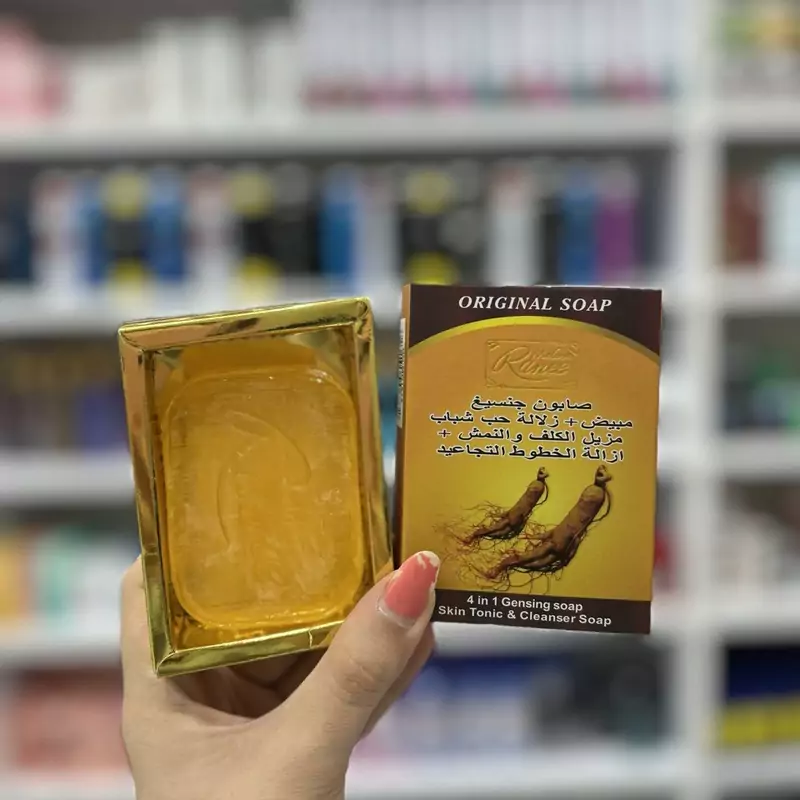 ORIGINAL SOAP
Ranee
صابون جنسيغ
مبيض+ زلالة حب شباب
مزيل الكلف والنمش +
ازالة الخطوط التجاعيد
4 in 1 Gensing soap
Skin Tonic & Cleanser Soap